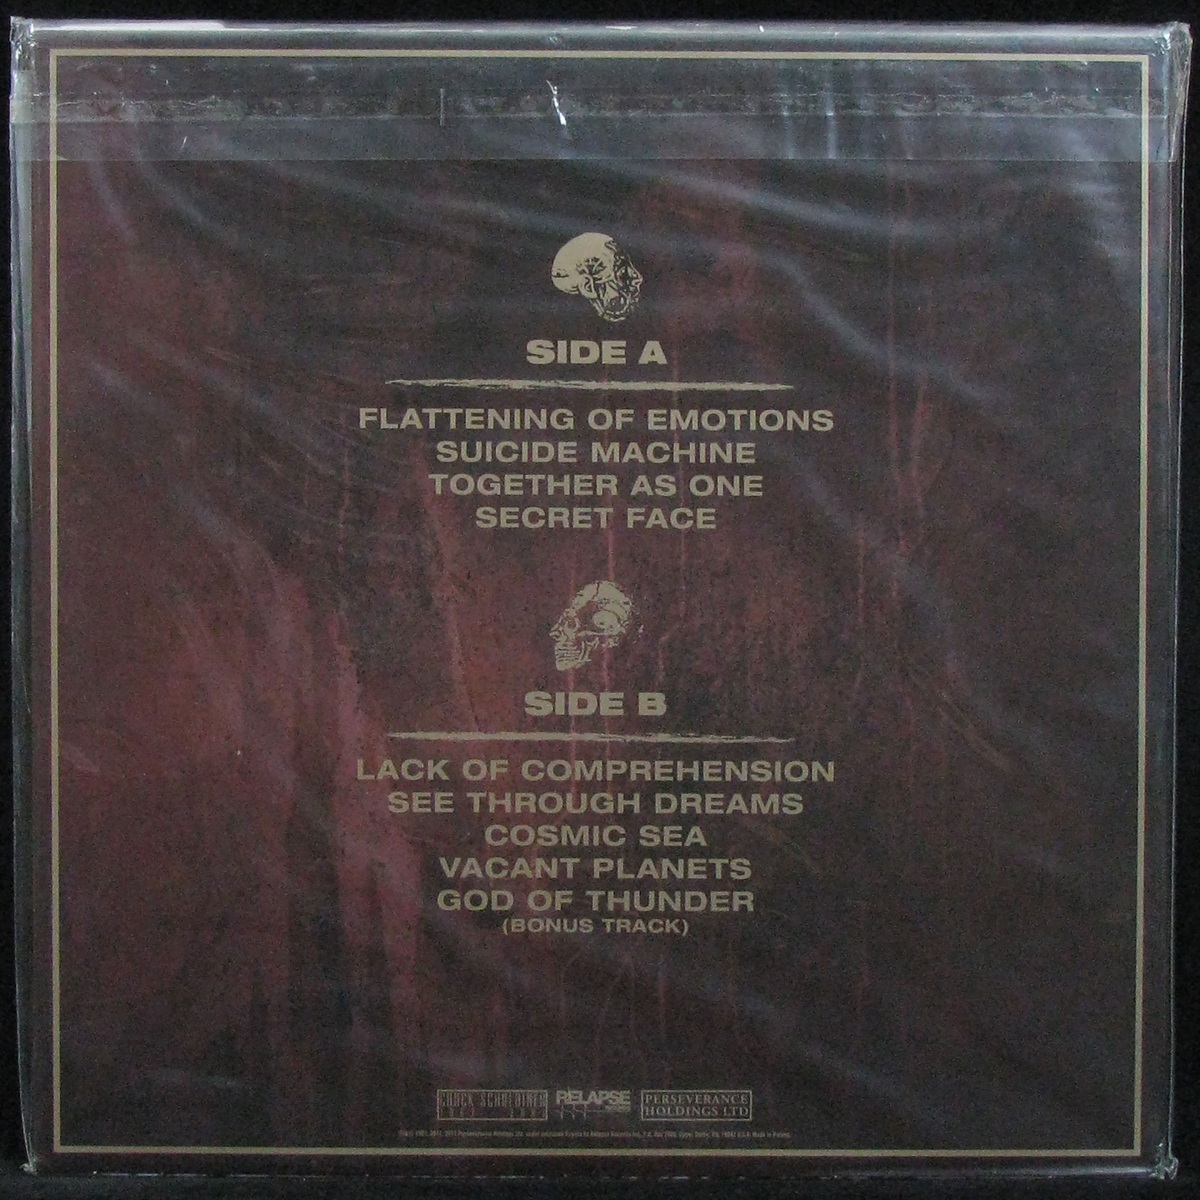 SIDE A
FLATTENING OF EMOTIONS
SUICIDE MACHINE
TOGETHER AS ONE
SECRET FACE
SIDE B
LACK OF COMPREHENSION
SEE THROUGH DREAMS
COSMIC SEA
VACANT PLANETS
GOD OF THUNDER
(BONUS TRACK)
CHUCK SCHULDINER
RELAPSE
PERSEVERANCE
HOLDINGS LTD